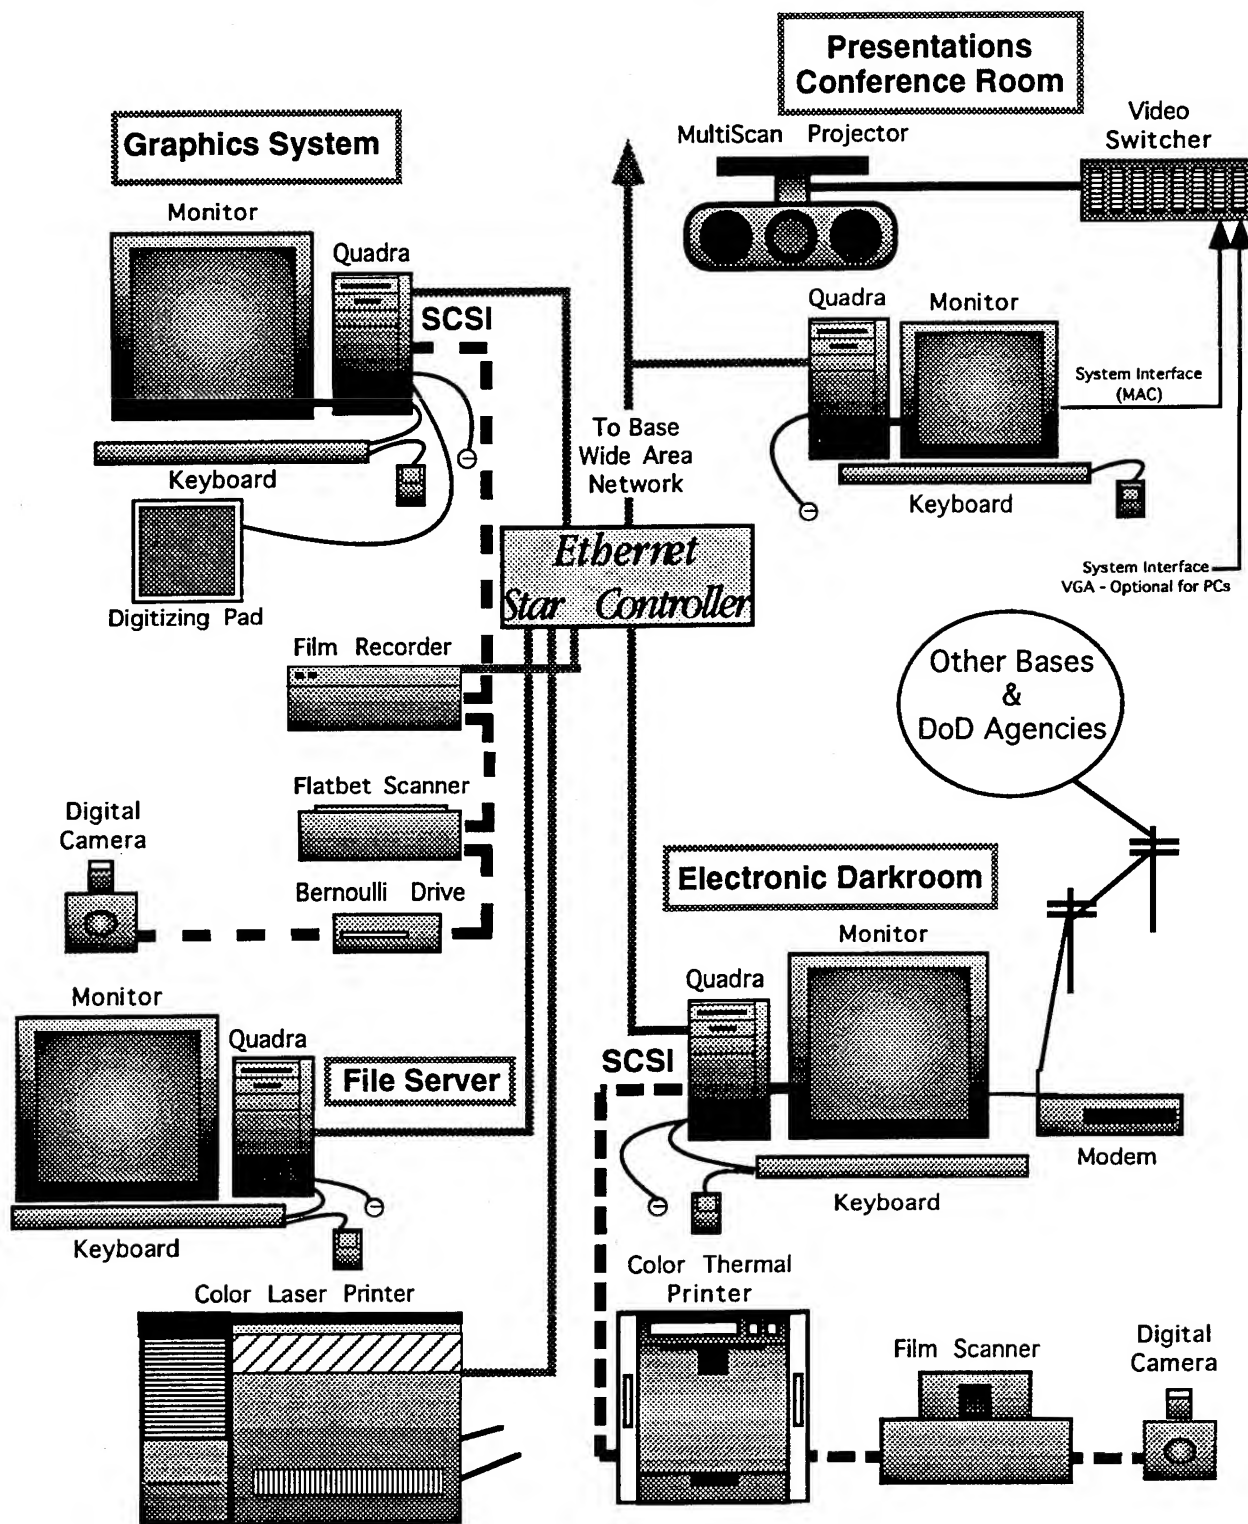 Presentations
Conference Room
Graphics System
MultiScan Projector
Video
Switcher
Monitor
Quadra
SCSI
Quadra
Monitor
System Interface
(MAC)
To Base
Wide Area
Network
Keyboard
Keyboard
Ethernet
Star Controller
System Interface
VGA - Optional for PCs
Digitizing Pad
Film Recorder
Other Bases
&
DoD Agencies
Flatbet Scanner
Digital
Camera
Electronic Darkroom
Bernoulli Drive
Monitor
Quadra
Monitor
Quadra
SCSI
File Server
Modem
Keyboard
Keyboard
Color Thermal
Printer
Color Laser Printer
Film Scanner
Digital
Camera